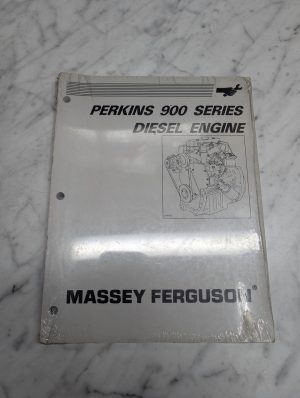 PERKINS 900 SERIES
DIESEL ENGINE
MASSEY FERGUSON®